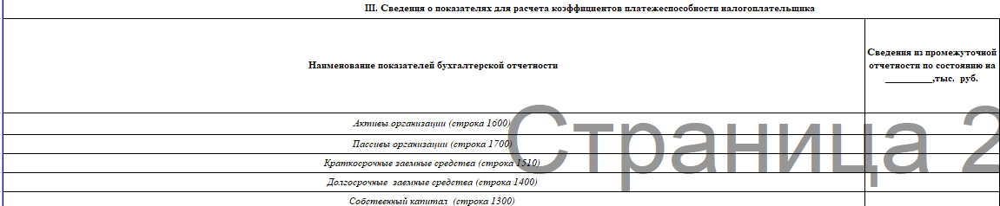 III. Сведения о показателях для расчета коэффициентов платежеспособности налогоплательщика
Наименование показателей бухгалтерской отчетности
Сведения из промежуточной
отчетности по состоянию на
__________,тыс. руб.
Активы организации (строка 1600)
Пассивы организации (строка 1700)
Краткосрочные заемные средства (строка 1510)
Долгосрочные заемные средства (строка 1400)
Собственный капитал (строка 1300)
Страница 2